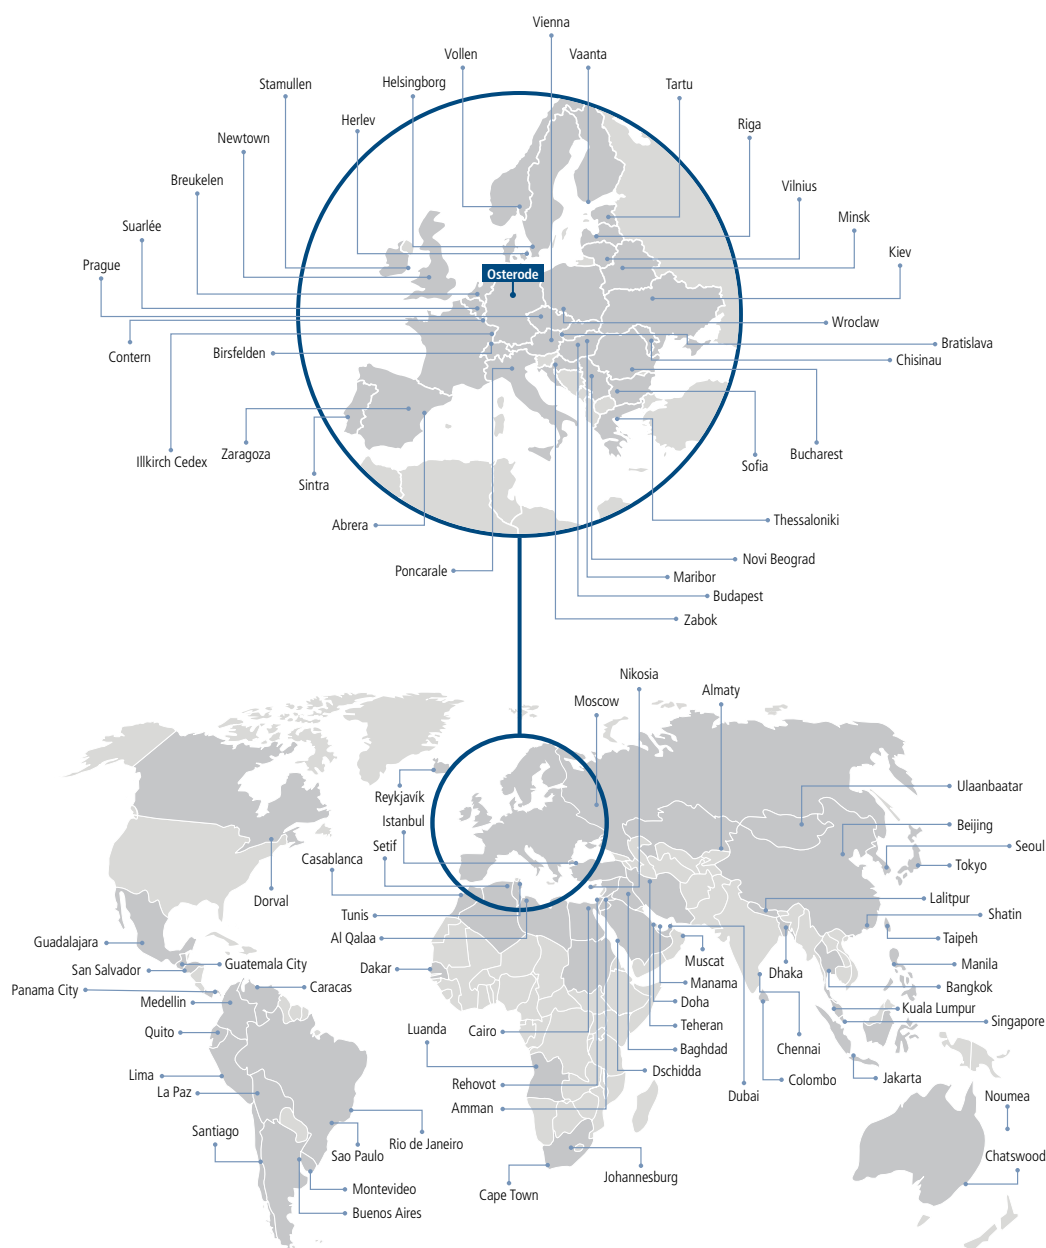 Vienna
Vollen
Vaanta
Stamullen
Helsingborg
Tartu
Herlev
Riga
Newtown
Breukelen
Vilnius
Suarlée
Minsk
Prague
Kiev
Osterode
Wroclaw
Contern
Birsfelden
Bratislava
Chisinau
Illkirch Cedex
Zaragoza
Sofia
Bucharest
Sintra
Abrera
Thessaloniki
Poncarale
Novi Beograd
Maribor
Budapest
Zabok
Nikosia
Moscow
Almaty
Reykjavík
Ulaanbaatar
Istanbul
Beijing
Setif
Seoul
Casablanca
Tokyo
Dorval
Lalitpur
Tunis
Shatin
Al Qalaa
Taipeh
Guadalajara
Guatemala City
Muscat
Dhaka
Manila
San Salvador
Dakar
Manama
Bangkok
Panama City
Caracas
Medellin
Doha
Kuala Lumpur
Quito
Luanda
Cairo
Teheran
Singapore
Baghdad
Chennai
Lima
Dschidda
Rehovot
Colombo
Jakarta
La Paz
Dubai
Noumea
Amman
Santiago
Rio de Janeiro
Sao Paulo
Chatswood
Johannesburg
Montevideo
Cape Town
Buenos Aires